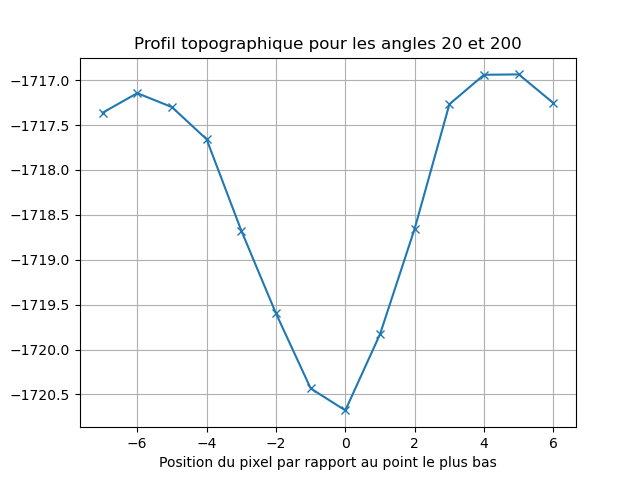 Profil topographique pour les angles 20 et 200
−1717.0
−1717.5
−1718.0
−1718.5
−1719.0
−1719.5
−1720.0
−1720.5
−6 −4 −2 0 2 4 6
Position du pixel par rapport au point le plus bas